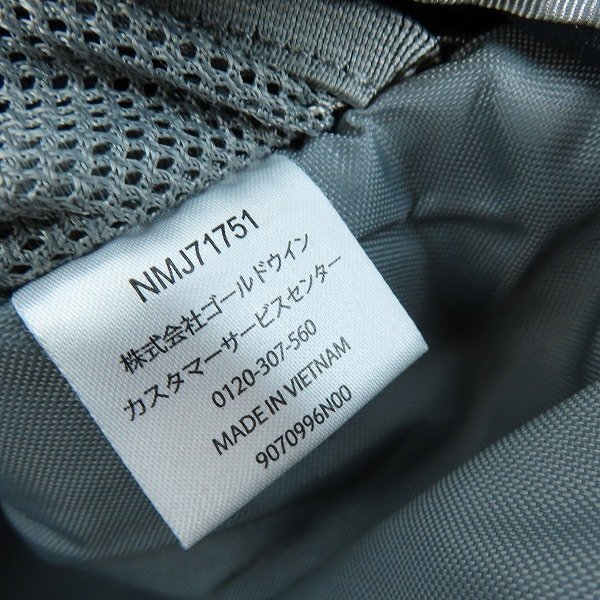 NMJ71751
株式会社ゴールドウイン
カスタマーサービスセンター
0120-307-560
MADE IN VIETNAM
9070996N00